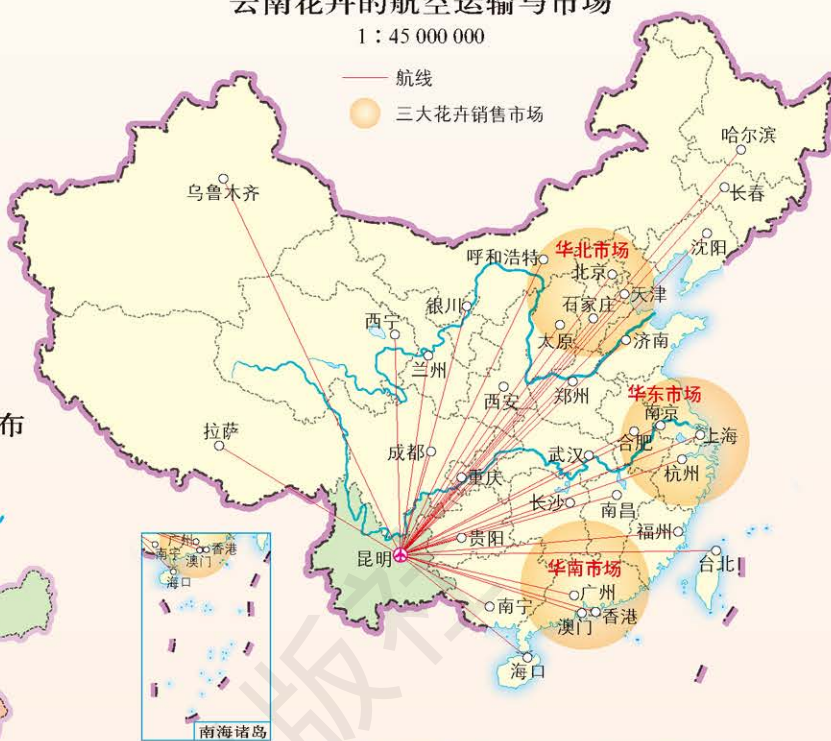 云南花卉的航空运输与市场
1：45 000 000
航线
三大花卉销售市场
哈尔滨
乌鲁木齐
长春
沈阳
华北市场
呼和浩特
北京
天津
银川
石家庄
西宁
太原
济南
兰州
西安
郑州
华东市场
南京
布
拉萨
成都
武汉
合肥
上海
杭州
重庆
长沙
南昌
福州
贵阳
昆明
台北
华南市场
广州
南宁
香港
澳门
海口
广州
南宁
香港
澳门
海口
南海诸岛
版社